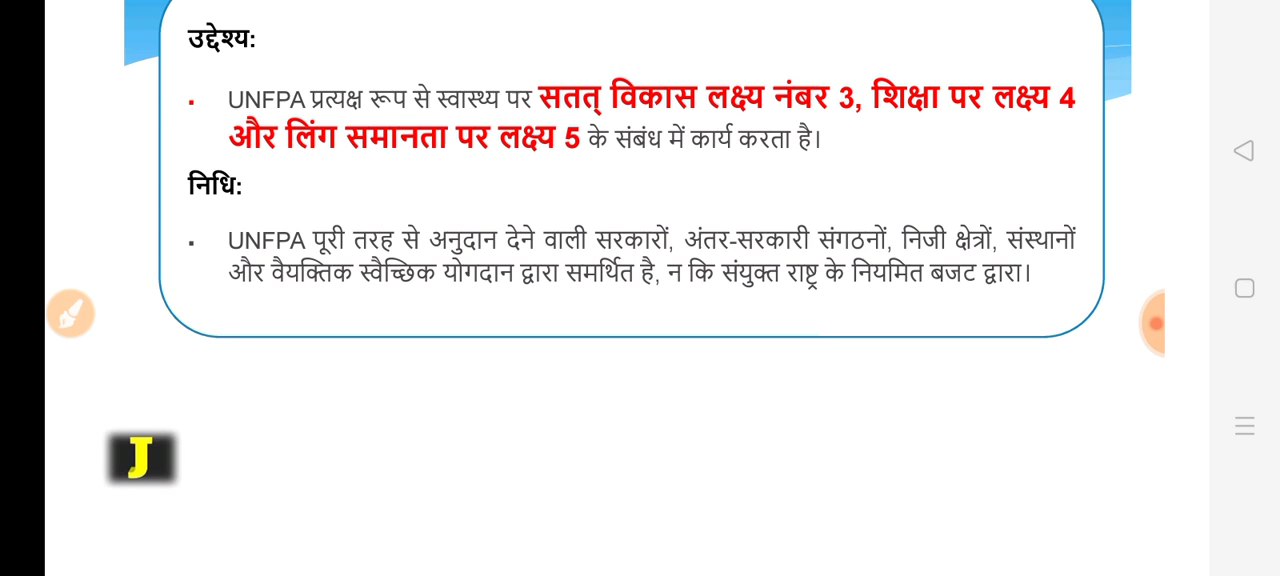 उद्देश्य:
▪ UNFPA प्रत्यक्ष रूप से स्वास्थ्य पर सतत् विकास लक्ष्य नंबर 3, शिक्षा पर लक्ष्य 4
और लिंग समानता पर लक्ष्य 5 के संबंध में कार्य करता है।
निधि:
▪ UNFPA पूरी तरह से अनुदान देने वाली सरकारों, अंतर-सरकारी संगठनों, निजी क्षेत्रों, संस्थानों
और वैयक्तिक स्वैच्छिक योगदान द्वारा समर्थित है, न कि संयुक्त राष्ट्र के नियमित बजट द्वारा।
J